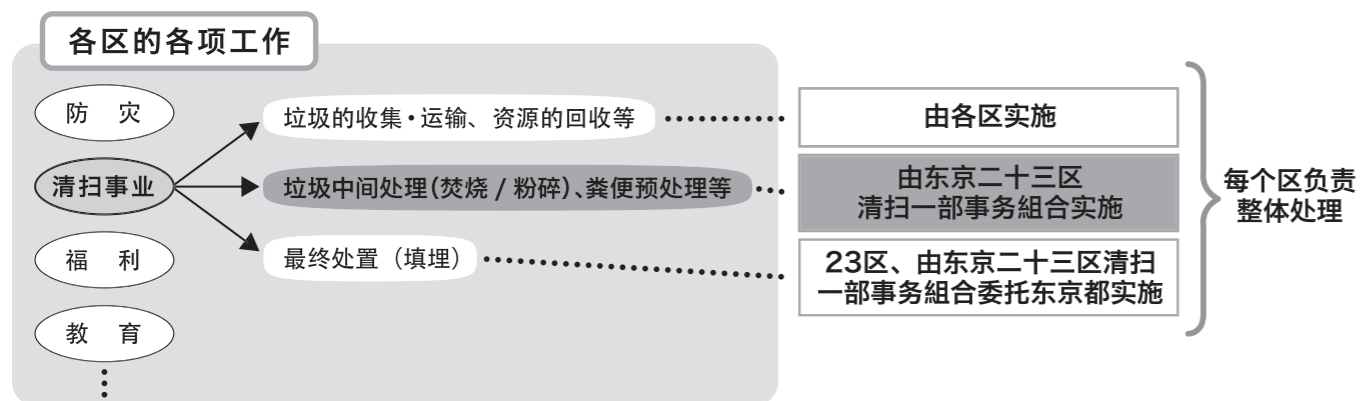 各区的各项工作
防 灾
清扫事业
福 利
教 育
垃圾的收集•运输、资源的回收等
垃圾中间处理(焚烧 / 粉碎)、粪便预处理等
最终处置（填埋）
由各区实施
由东京二十三区
清扫一部事务組合实施
23区、由东京二十三区清扫
一部事务組合委托东京都实施
每个区负责
整体处理